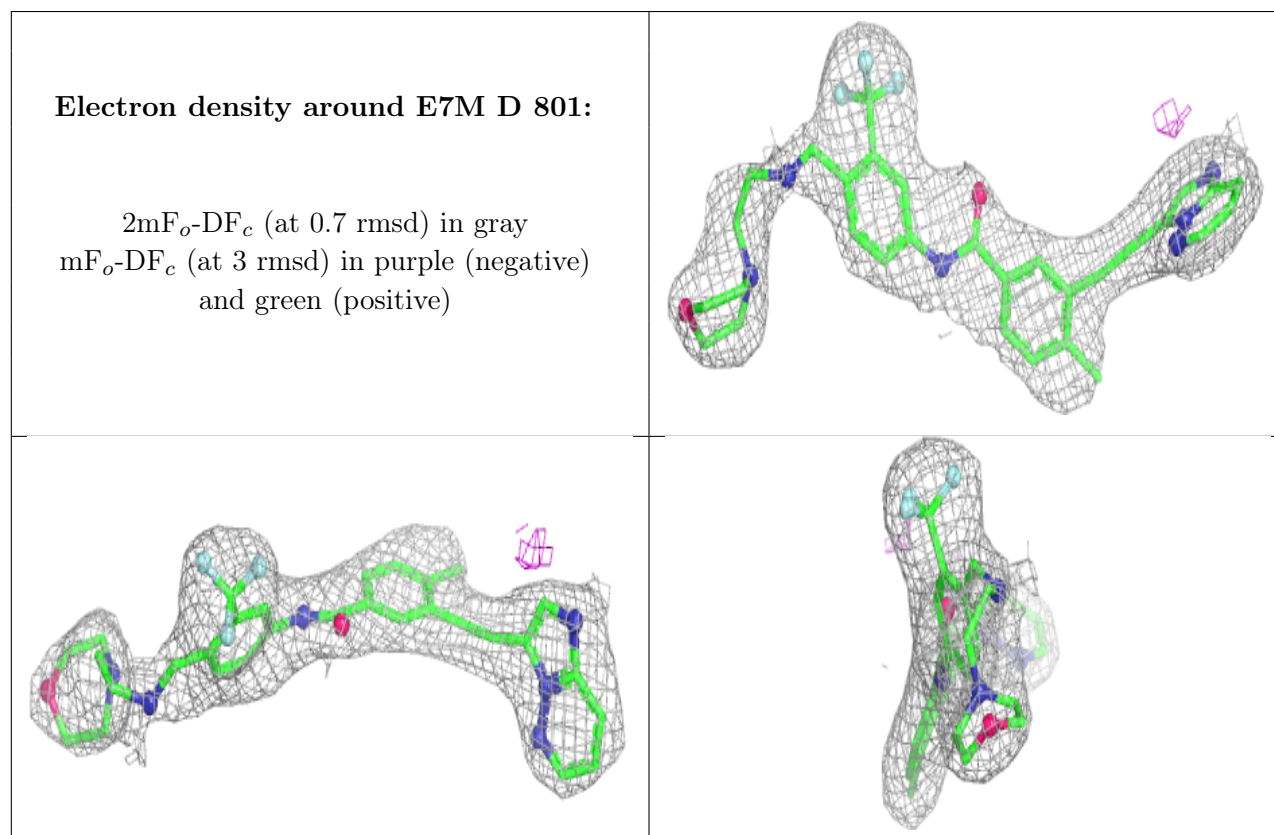 Electron density around E7M D 801:
2mFo-DFc (at 0.7 rmsd) in gray
mFo-DFc (at 3 rmsd) in purple (negative)
and green (positive)